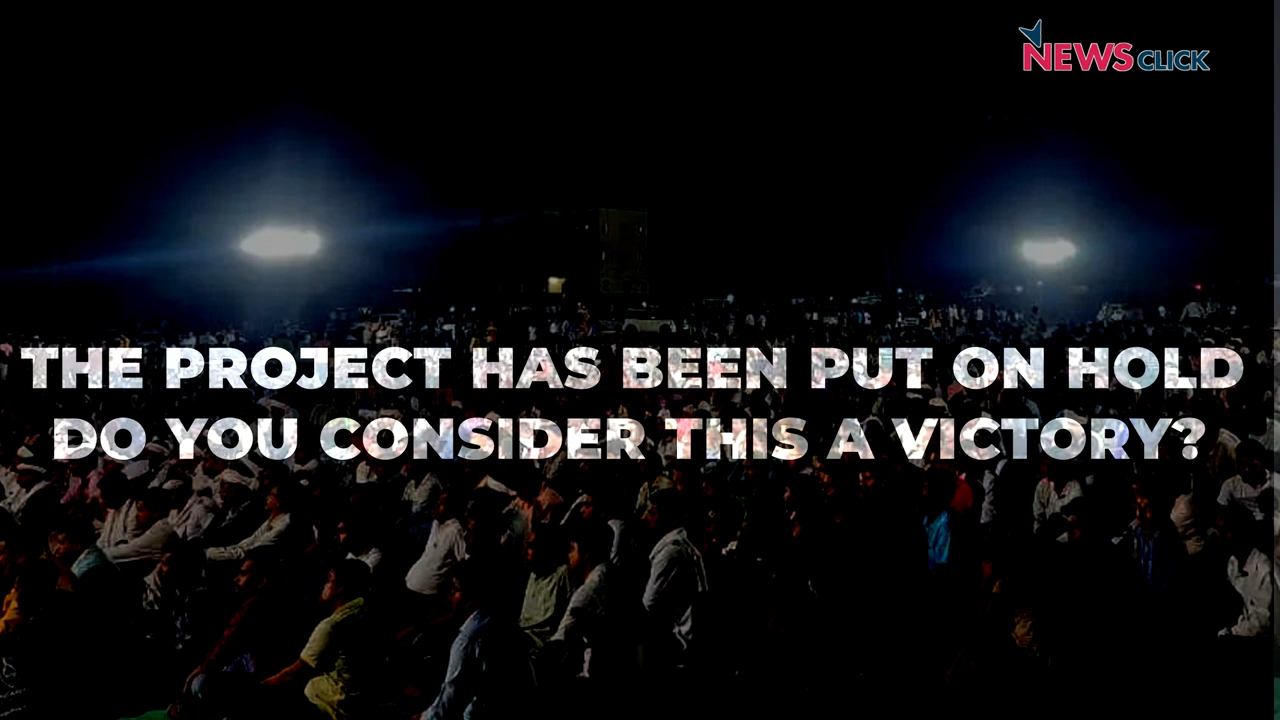 NEWSCLICK
THE PROJECT HAS BEEN PUT ON HOLD
DO YOU CONSIDER THIS A VICTORY?